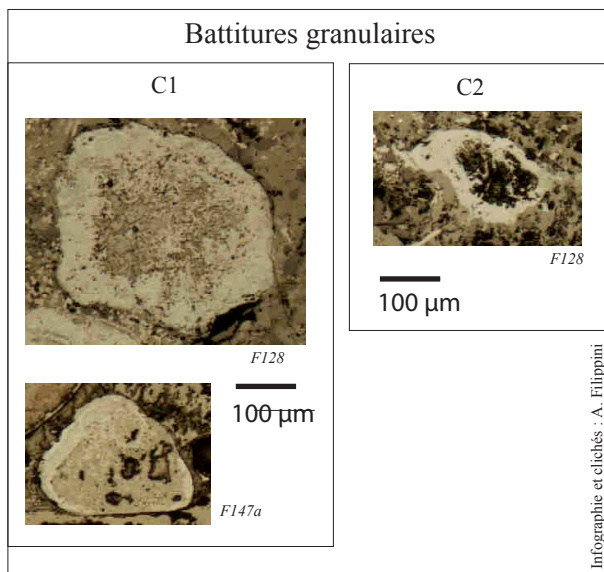 Battitures granulaires
C1
F128
100 µm
F147a
C2
F128
100 µm
Infographie et clichés : A. Filippini